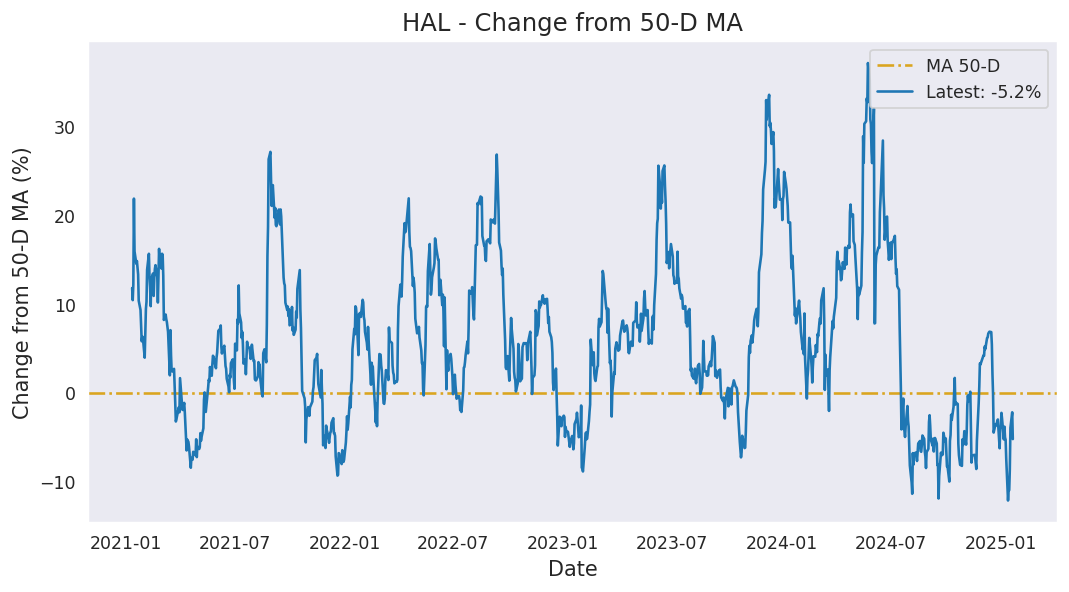 HAL - Change from 50-D MA
MA 50-D
Latest: -5.2%
Change from 50-D MA (%)
30
20
10
0
−10
2021-01 2021-07 2022-01 2022-07 2023-01 2023-07 2024-01 2024-07 2025-01
Date